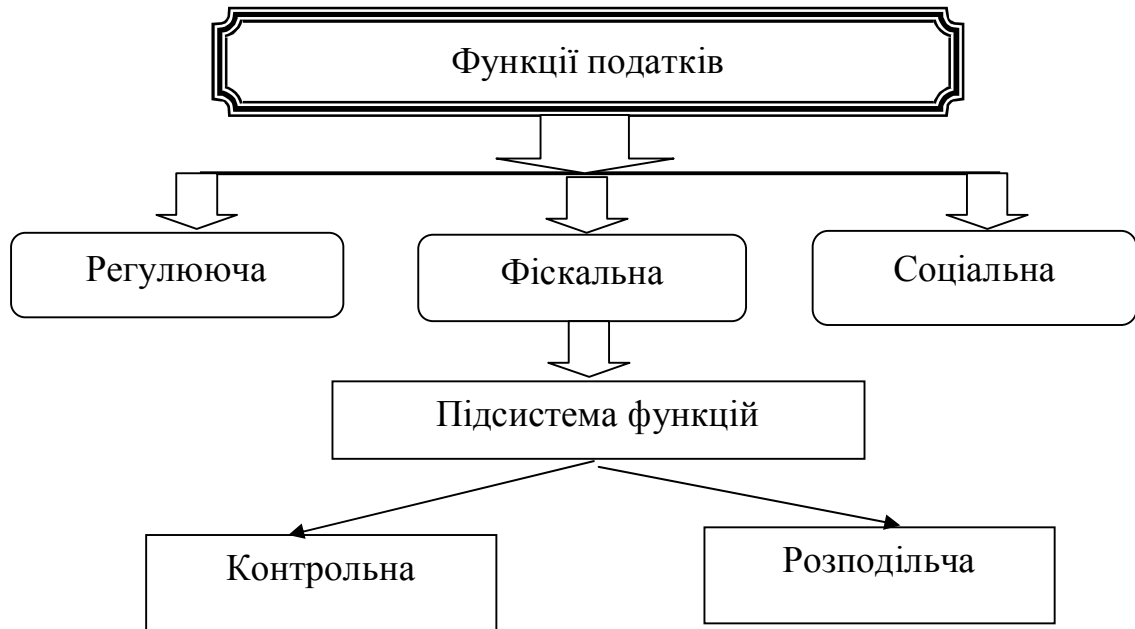 Функції податків
Регулююча
Фіскальна
Соціальна
Підсистема функцій
Контрольна
Розподільча